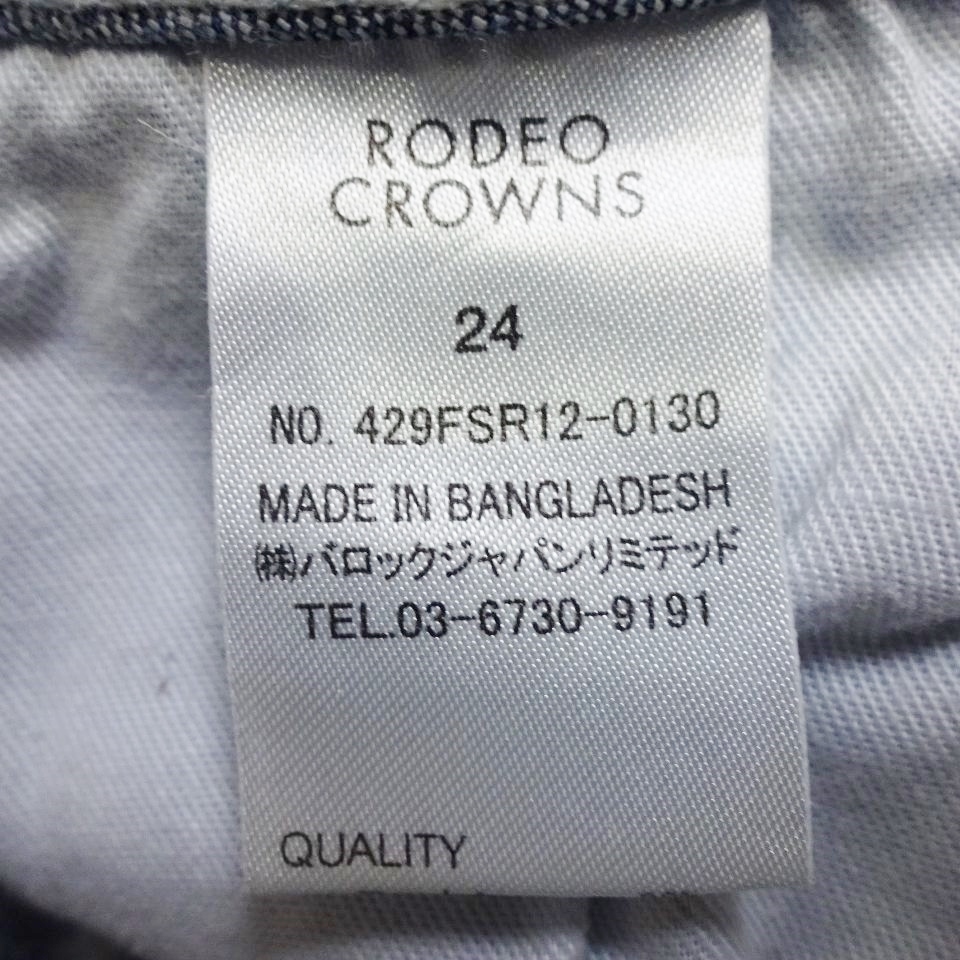 RODEO
CROWNS
24
NO. 429FSR12-0130
MADE IN BANGLADESH
㈱バロックジャパンリミテッド
TEL.03-6730-9191
QUALITY